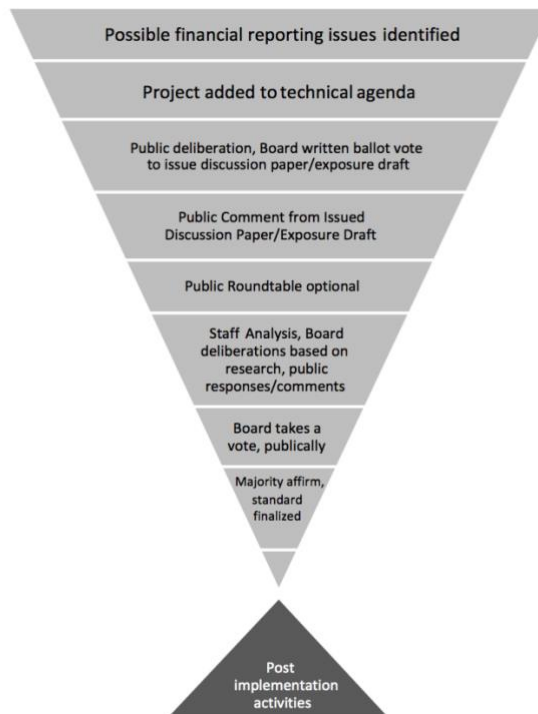 Possible financial reporting issues identified
Project added to technical agenda
Public deliberation, Board written ballot vote
to issue discussion paper/exposure draft
Public Comment from Issued
Discussion Paper/Exposure Draft
Public Roundtable optional
Staff Analysis, Board
deliberations based on
research, public
responses/comments
Board takes a
vote, publically
Majority affirm,
standard
finalized
Post
implementation
activities